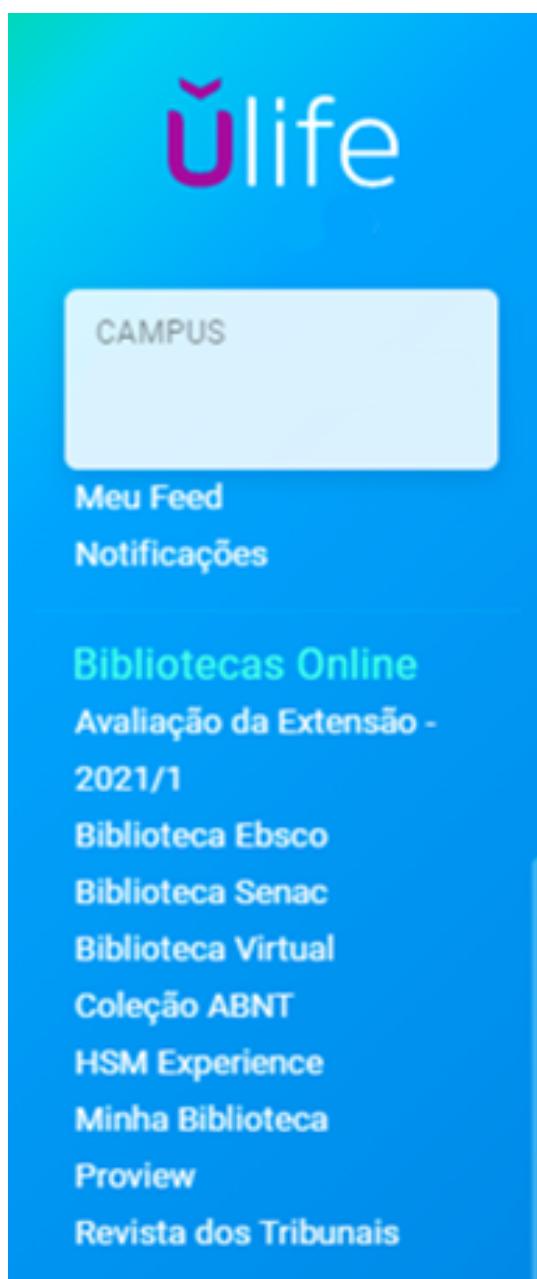 ŭlife
CAMPUS
Meu Feed
Notificações
Bibliotecas Online
Avaliação da Extensão -
2021/1
Biblioteca Ebsco
Biblioteca Senac
Biblioteca Virtual
Coleção ABNT
HSM Experience
Minha Biblioteca
Proview
Revista dos Tribunais